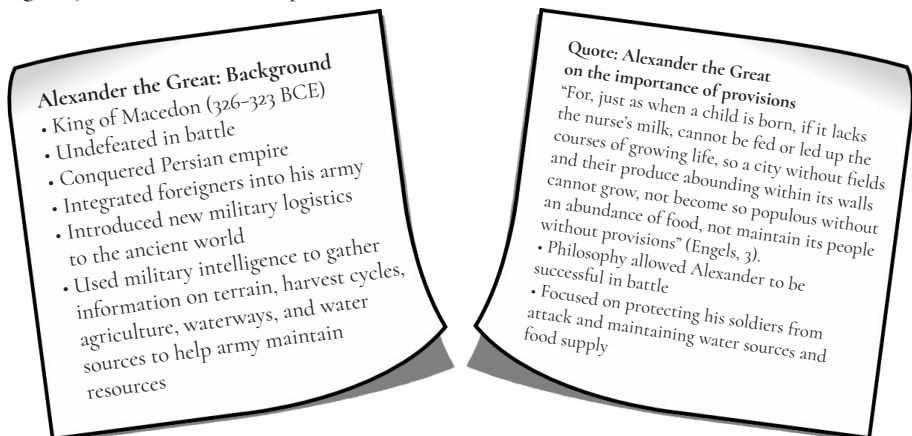 Alexander the Great: Background
• King of Macedon (326–323 BCE)
• Undefeated in battle
• Conquered Persian empire
• Integrated foreigners into his army
• Introduced new military logistics
to the ancient world
• Used military intelligence to gather
information on terrain, harvest cycles,
agriculture, waterways, and water
sources to help army maintain
resources
Quote: Alexander the Great
on the importance of provisions
“For, just as when a child is born, if it lacks
the nurse’s milk, cannot be fed or led up the
courses of growing life, so a city without fields
and their produce abounding within its walls
cannot grow, not become so populous without
an abundance of food, not maintain its people
without provisions” (Engels, 3).
• Philosophy allowed Alexander to be
successful in battle
• Focused on protecting his soldiers from
attack and maintaining water sources and
food supply